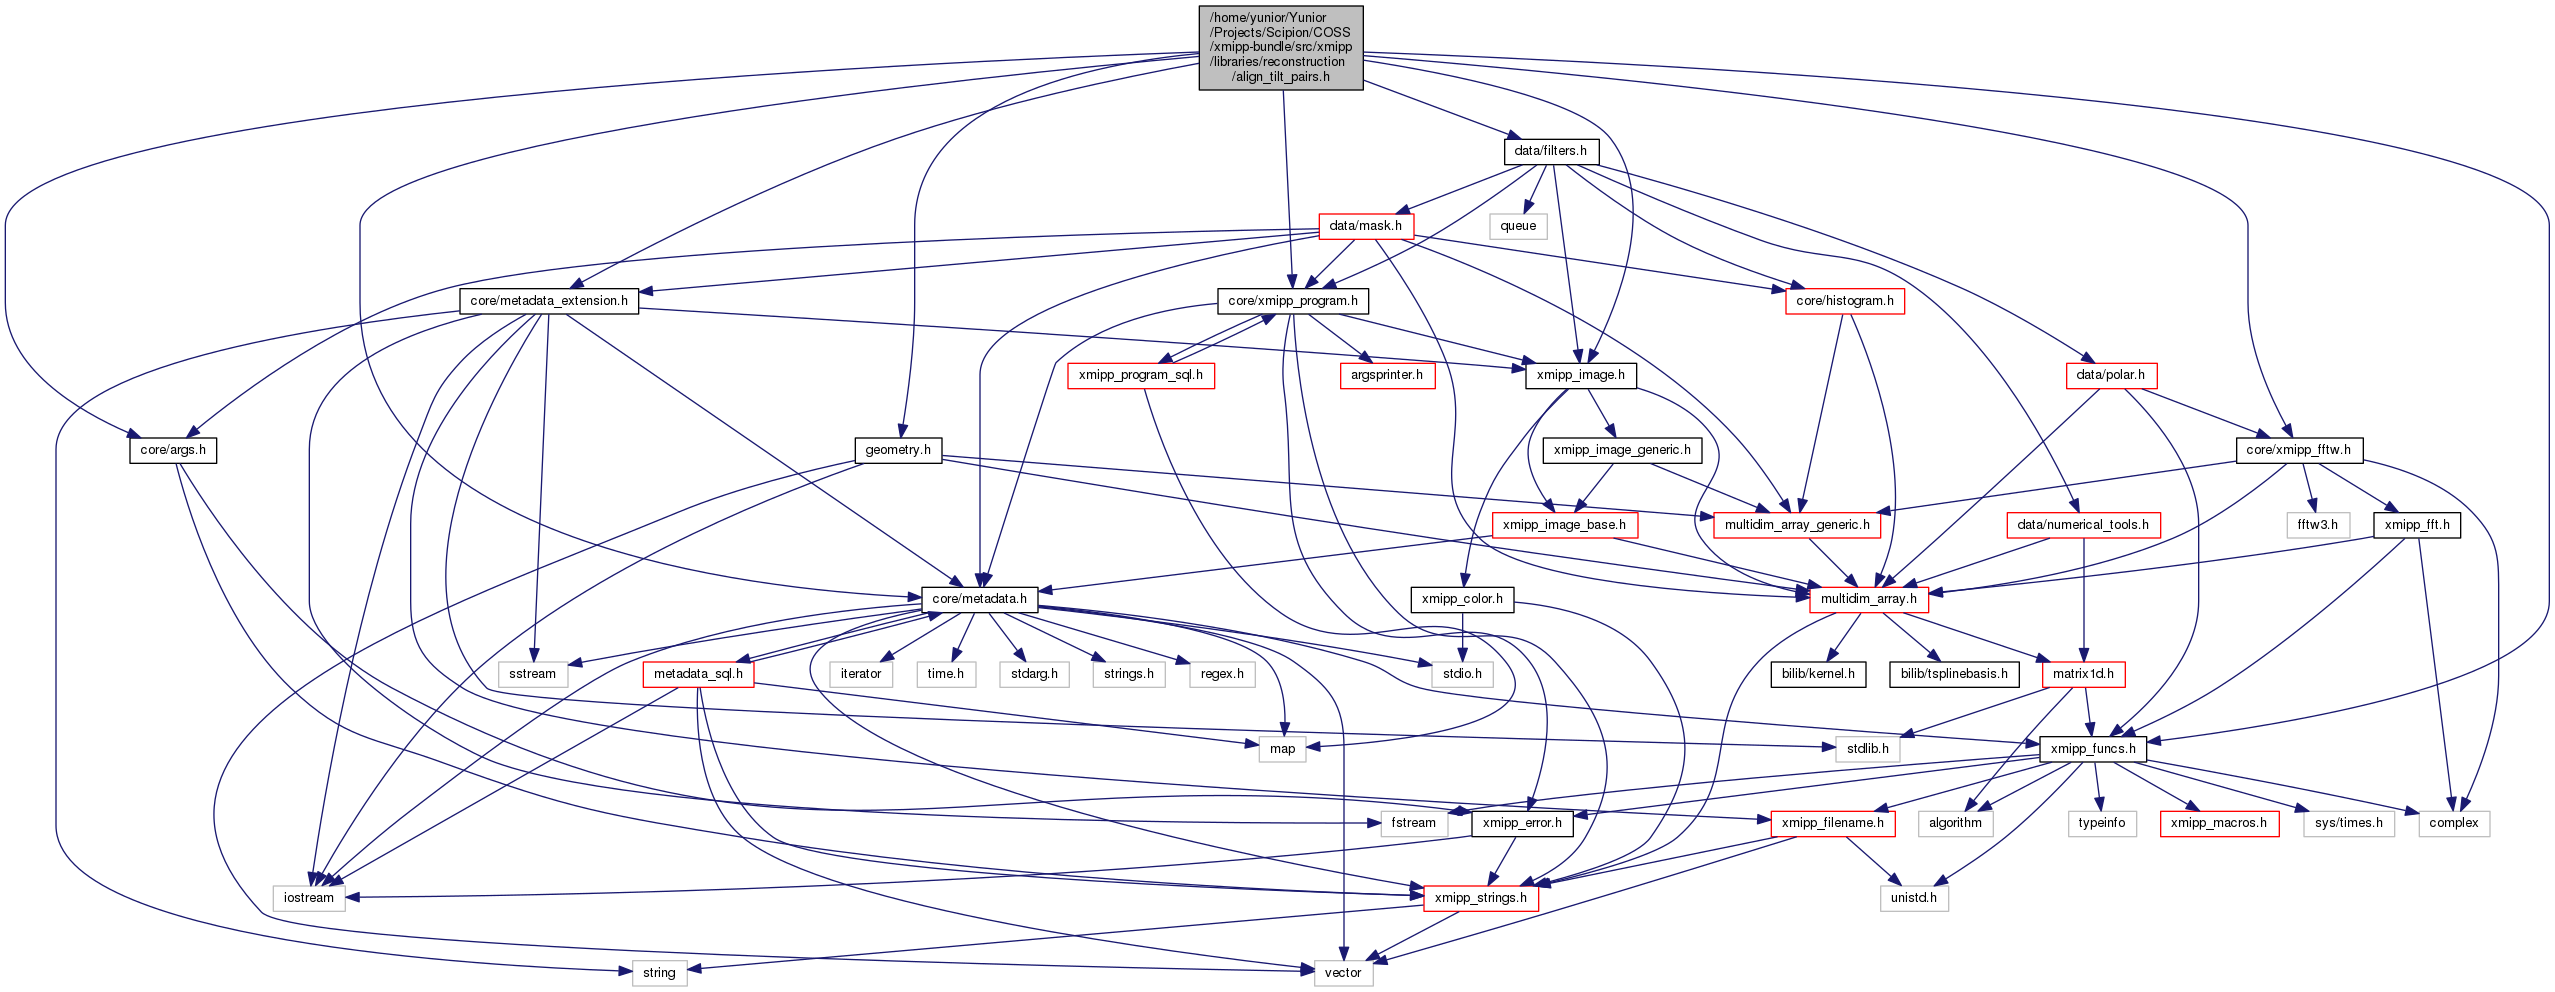 /home/yunior/Yunior
/Projects/Scipion/COSS
/xmipp-bundle/src/xmipp
/libraries/reconstruction
/align_tilt_pairs.h
data/filters.h
data/mask.h
queue
core/metadata_extension.h
core/xmipp_program.h
core/histogram.h
xmipp_program_sql.h
argsprinter.h
xmipp_image.h
data/polar.h
core/args.h
geometry.h
xmipp_image_generic.h
core/xmipp_fftw.h
xmipp_image_base.h
multidim_array_generic.h
data/numerical_tools.h
fftw3.h
xmipp_fft.h
core/metadata.h
xmipp_color.h
multidim_array.h
sstream
metadata_sql.h
iterator
time.h
stdarg.h
strings.h
regex.h
stdio.h
bilib/kernel.h
bilib/tsplinebasis.h
matrix1d.h
map
stdlib.h
xmipp_funcs.h
fstream
xmipp_error.h
xmipp_filename.h
algorithm
typeinfo
xmipp_macros.h
sys/times.h
complex
iostream
xmipp_strings.h
unistd.h
string
vector